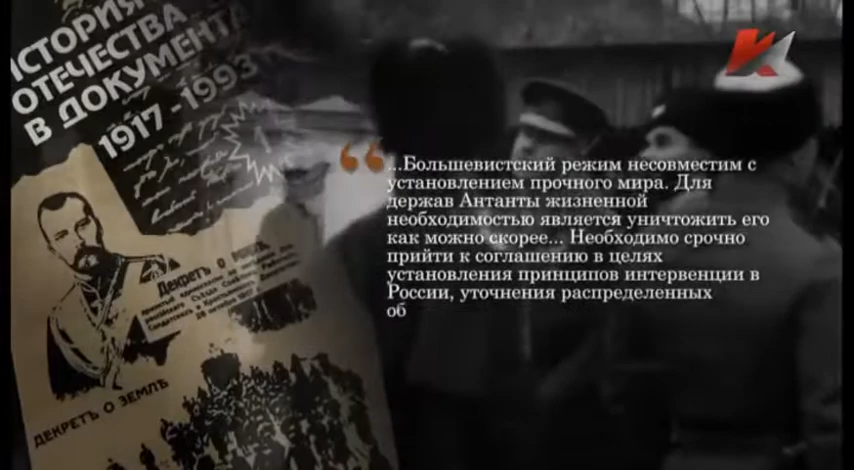 ИСТОРИЯ
ОТЕЧЕСТВА
В ДОКУМЕНТАХ
1917-1993
Декретъ о
ДЕКРЕТЪ О ЗЕМЛѢ
“
...Большевистский режим несовместим с
установлением прочного мира. Для
держав Антанты жизненной
необходимостью является уничтожить его
как можно скорее... Необходимо срочно
прийти к соглашению в целях
установления принципов интервенции в
России, уточнения распределенных
об